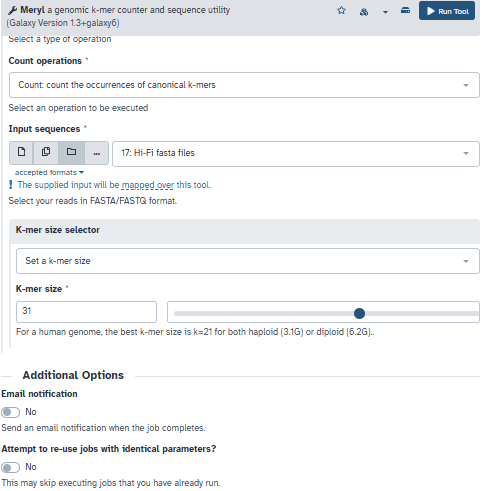 Meryl a genomic k-mer counter and sequence utility
(Galaxy Version 1.3+galaxy6)
Run Tool
Select a type of operation
Count operations *
Count: count the occurrences of canonical k-mers
Select an operation to be executed
Input sequences *
...
17: Hi-Fi fasta files
accepted formats
! The supplied input will be mapped over this tool.
Select your reads in FASTA/FASTQ format.
K-mer size selector
Set a k-mer size
K-mer size *
31
For a human genome, the best k-mer size is k=21 for both haploid (3.1G) or diploid (6.2G)..
Additional Options
Email notification
No
Send an email notification when the job completes.
Attempt to re-use jobs with identical parameters?
No
This may skip executing jobs that you have already run.